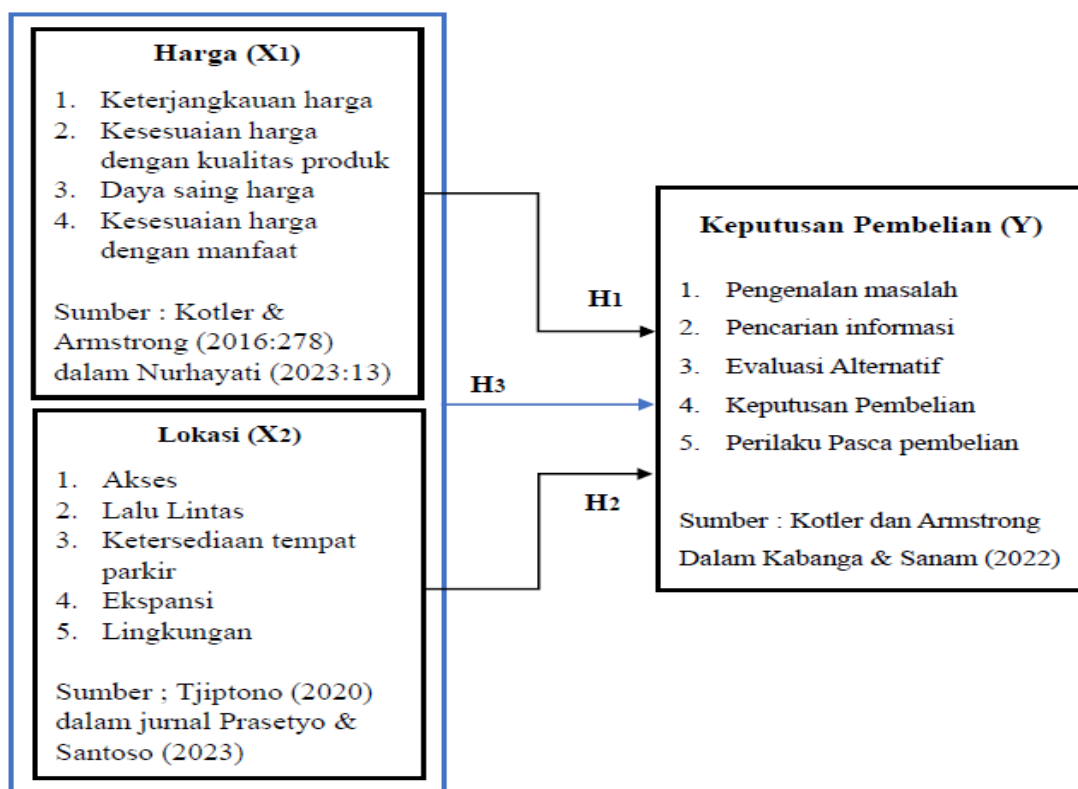 Harga (X1)
1. Keterjangkauan harga
2. Kesesuaian harga
dengan kualitas produk
3. Daya saing harga
4. Kesesuaian harga
dengan manfaat
Sumber : Kotler &
Armstrong (2016:278)
dalam Nurhayati (2023:13)
Lokasi (X2)
1. Akses
2. Lalu Lintas
3. Ketersediaan tempat
parkir
4. Ekspansi
5. Lingkungan
Sumber ; Tjiptono (2020)
dalam jurnal Prasetyo &
Santoso (2023)
H1
H3
H2
Keputusan Pembelian (Y)
1. Pengenalan masalah
2. Pencarian informasi
3. Evaluasi Alternatif
4. Keputusan Pembelian
5. Perilaku Pasca pembelian
Sumber : Kotler dan Armstrong
Dalam Kabanga & Sanam (2022)